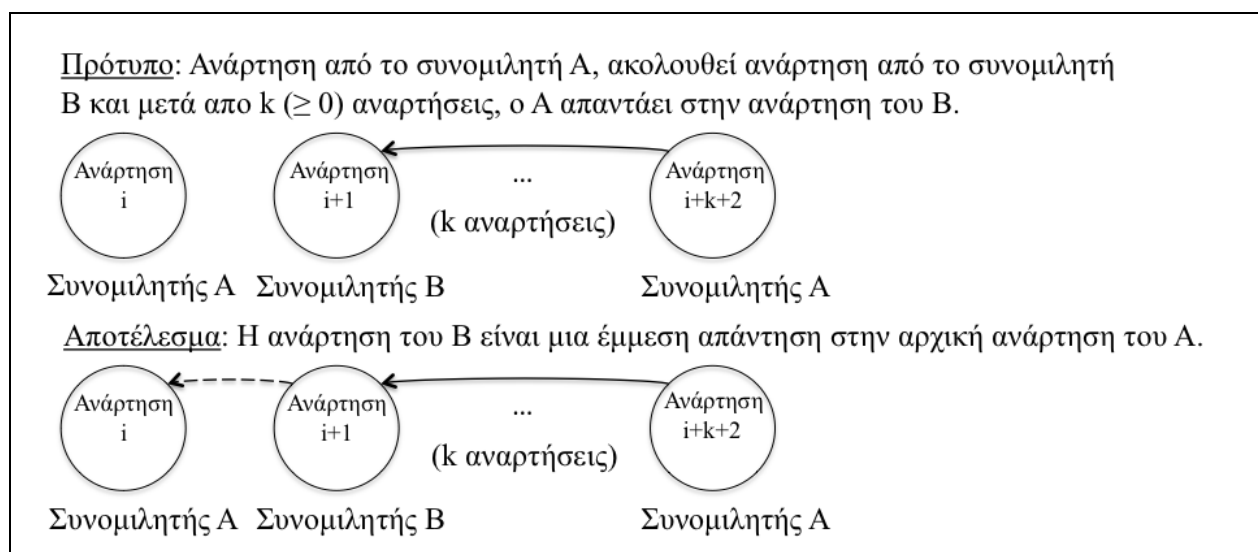 Πρότυπο: Ανάρτηση από το συνομιλητή Α, ακολουθεί ανάρτηση από το συνομιλητή
Β και μετά απο k (≥ 0) αναρτήσεις, ο Α απαντάει στην ανάρτηση του Β.
Ανάρτηση Ανάρτηση ... Ανάρτηση
i i+1 i+k+2
(k αναρτήσεις)
Συνομιλητής Α Συνομιλητής Β Συνομιλητής Α
Αποτέλεσμα: Η ανάρτηση του Β είναι μια έμμεση απάντηση στην αρχική ανάρτηση του Α.
Ανάρτηση Ανάρτηση ... Ανάρτηση
i i+1 i+k+2
(k αναρτήσεις)
Συνομιλητής Α Συνομιλητής Β Συνομιλητής Α